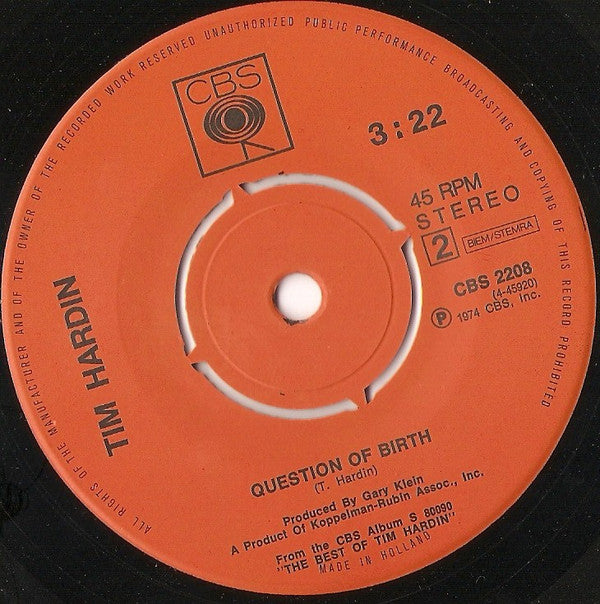 ALL RIGHTS OF THE MANUFACTURER AND OF THE OWNER OF THE RECORDED WORK RESERVED UNAUTHORIZED PUBLIC PERFORMANCE BROADCASTING AND COPYING OF THIS RECORD PROHIBITED
CBS
3:22
45 RPM
STEREO
2 BIEM/STEMRA
CBS 2208
(4-45920)
Ⓟ 1974 CBS, Inc.
TIM HARDIN
QUESTION OF BIRTH
(T. Hardin)
Produced By Gary Klein
A Product Of Koppelman-Rubin Assoc., Inc.
From the CBS Album S 80090
"THE BEST OF TIM HARDIN"
MADE IN HOLLAND